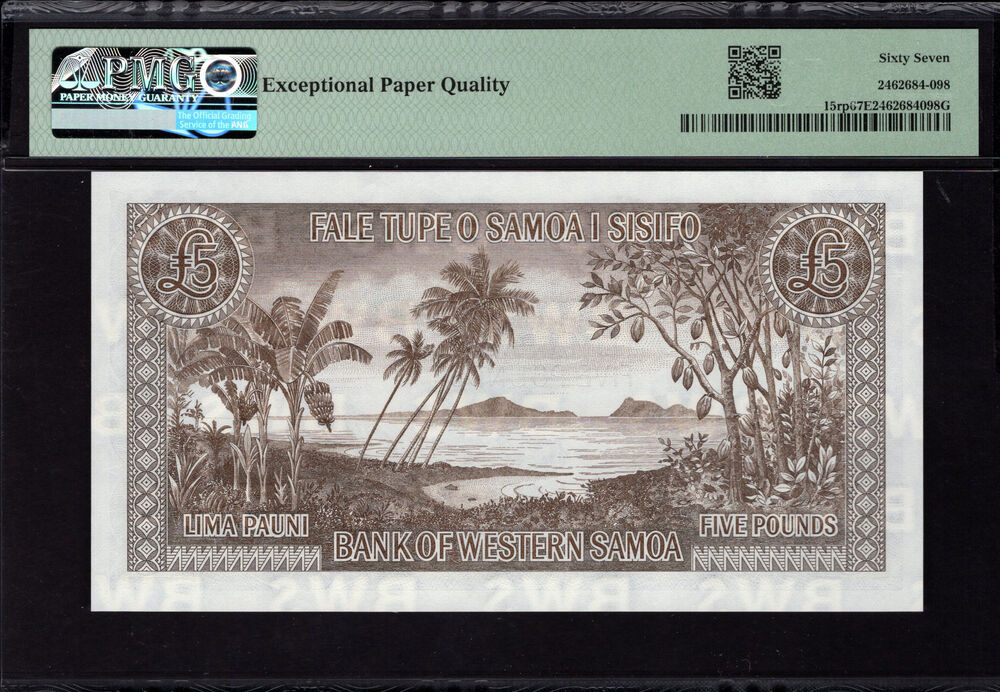 PMG
PAPER MONEY GUARANTY
The Official Grading
Service of the ANA
Exceptional Paper Quality
Sixty Seven
2462684-098
15rp67E2462684098G
FALE TUPE O SAMOA I SISIFO
£5
£5
LIMA PAUNI
FIVE POUNDS
BANK OF WESTERN SAMOA